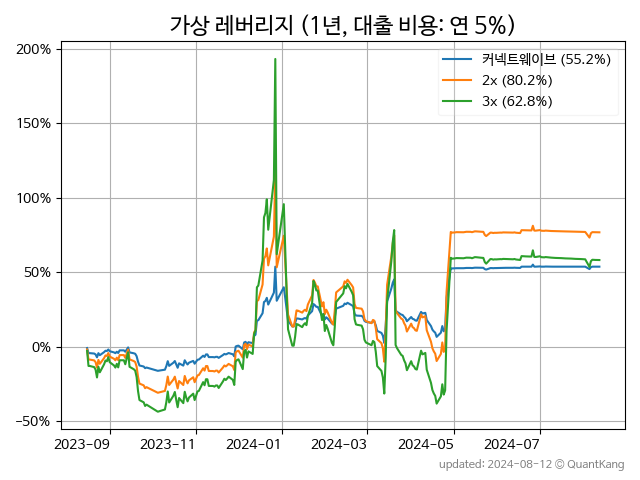 가상 레버리지 (1년, 대출 비용: 연 5%)
커넥트웨이브 (55.2%)
2x (80.2%)
3x (62.8%)
200%
150%
100%
50%
0%
−50%
2023-09 2023-11 2024-01 2024-03 2024-05 2024-07
updated: 2024-08-12 © QuantKang